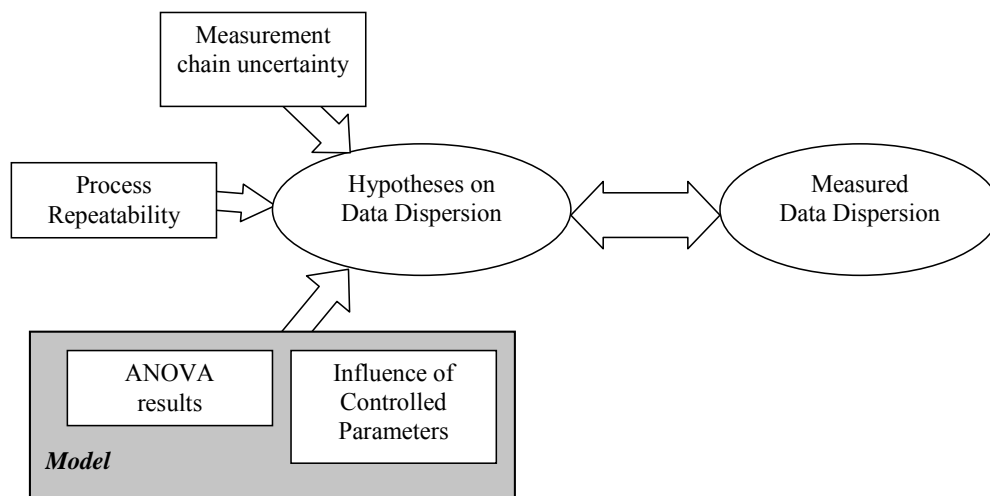 Measurement
chain uncertainty
Process
Repeatability
Hypotheses on
Data Dispersion
Measured
Data Dispersion
ANOVA
results
Influence of
Controlled
Parameters
Model